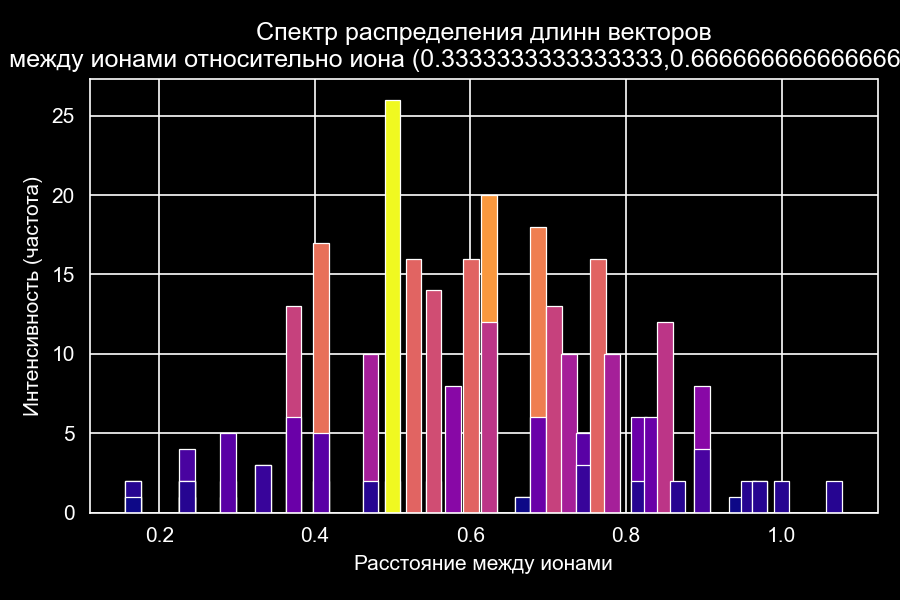 Спектр распределения длинн векторов
между ионами относительно иона (0.3333333333333333,0.666666666666666
Интенсивность (частота)
25
20
15
10
5
0
0.2 0.4 0.6 0.8 1.0
Расстояние между ионами